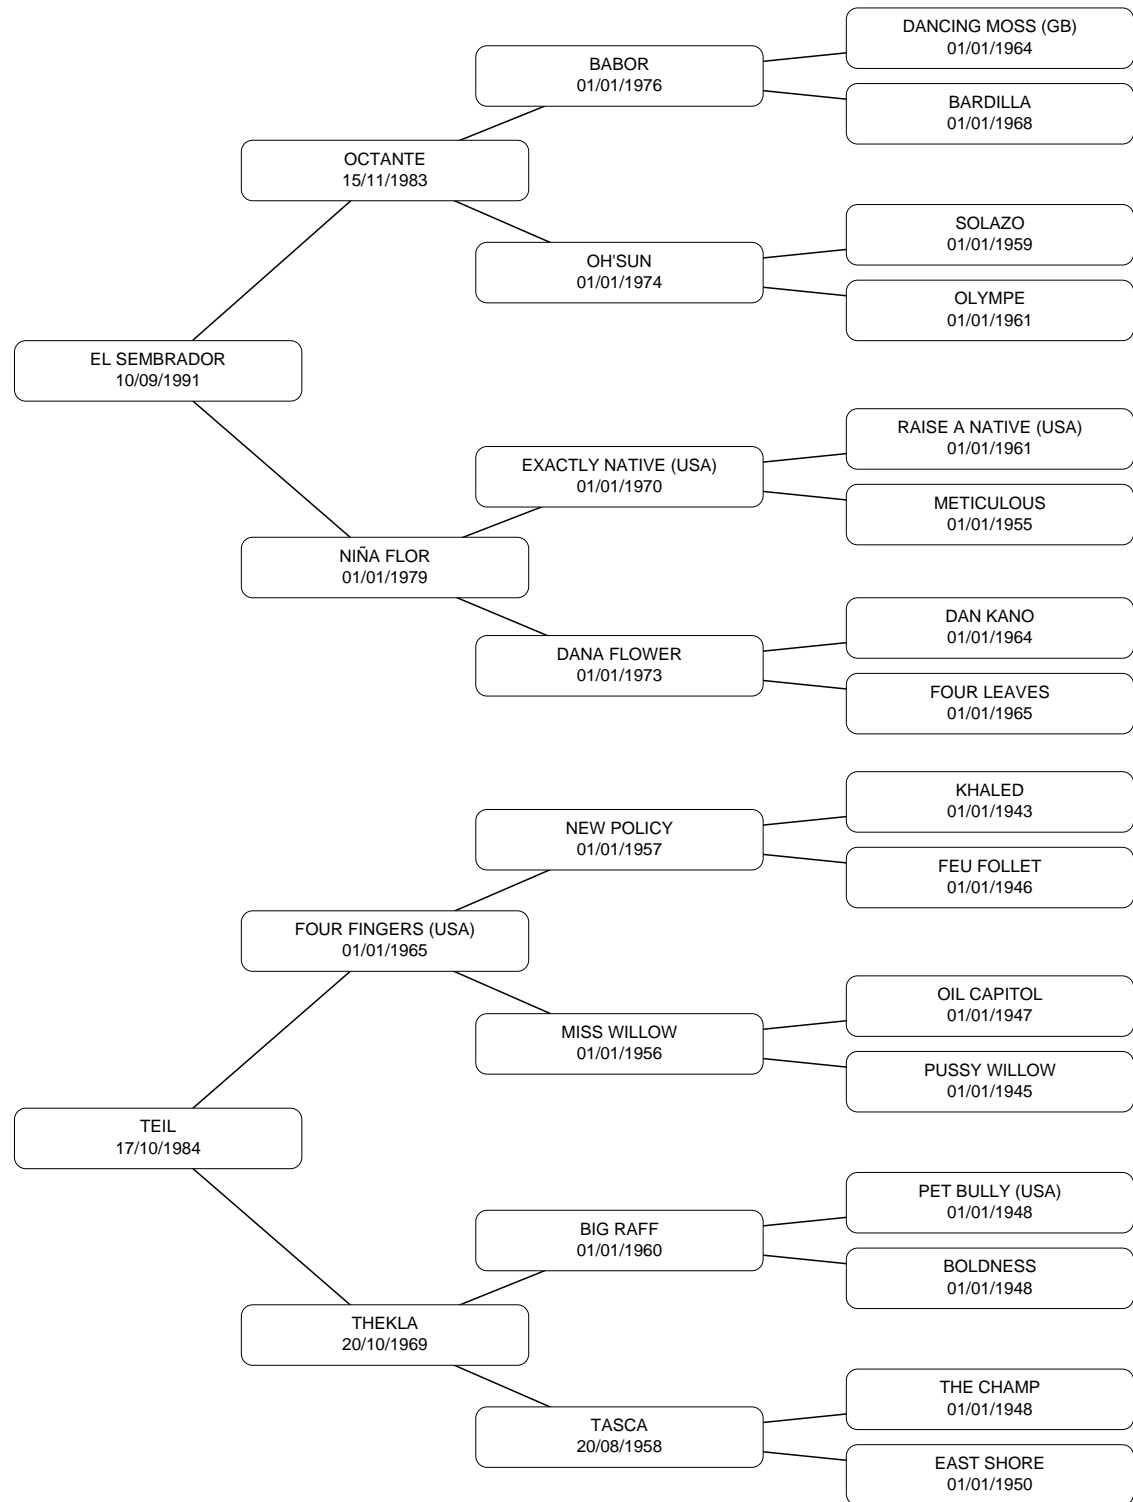 DANCING MOSS (GB)
01/01/1964
BABOR
01/01/1976
BARDILLA
01/01/1968
OCTANTE
15/11/1983
SOLAZO
01/01/1959
OH'SUN
01/01/1974
OLYMPE
01/01/1961
EL SEMBRADOR
10/09/1991
RAISE A NATIVE (USA)
01/01/1961
EXACTLY NATIVE (USA)
01/01/1970
METICULOUS
01/01/1955
NIÑA FLOR
01/01/1979
DAN KANO
01/01/1964
DANA FLOWER
01/01/1973
FOUR LEAVES
01/01/1965
KHALED
01/01/1943
NEW POLICY
01/01/1957
FEU FOLLET
01/01/1946
FOUR FINGERS (USA)
01/01/1965
OIL CAPITOL
01/01/1947
MISS WILLOW
01/01/1956
PUSSY WILLOW
01/01/1945
TEIL
17/10/1984
PET BULLY (USA)
01/01/1948
BIG RAFF
01/01/1960
BOLDNESS
01/01/1948
THEKLA
20/10/1969
THE CHAMP
01/01/1948
TASCA
20/08/1958
EAST SHORE
01/01/1950